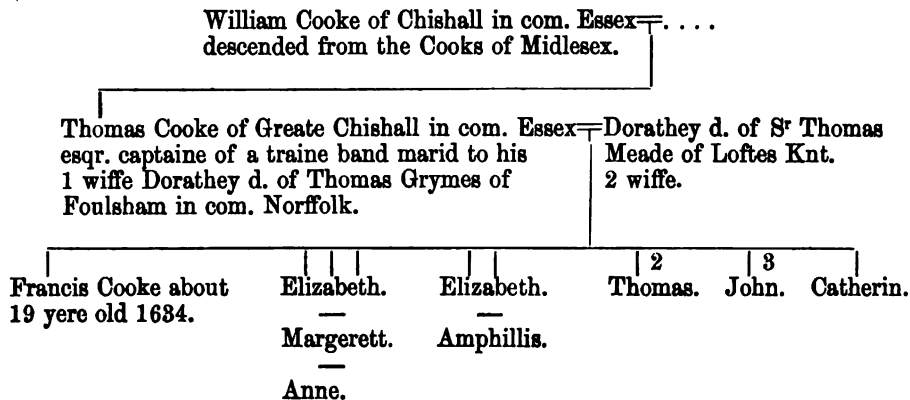 William Cooke of Chishall in com. Essex=. . . .
descended from the Cooks of Midlesex.
Thomas Cooke of Greate Chishall in com. Essex=Dorathey d. of Sʳ Thomas
esqr. captaine of a traine band marid to his Meade of Loftes Knt.
1 wiffe Dorathey d. of Thomas Grymes of 2 wiffe.
Foulsham in com. Norffolk.
2 3
Francis Cooke about Elizabeth. Elizabeth. Thomas. John. Catherin.
19 yere old 1634.
Margerett. Amphillis.
Anne.